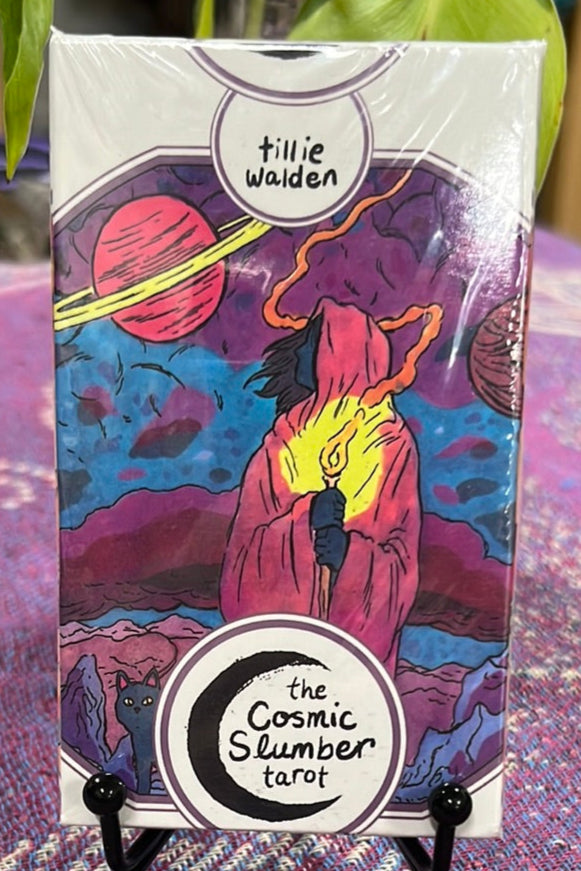 tillie
walden
the
Cosmic
Slumber
tarot